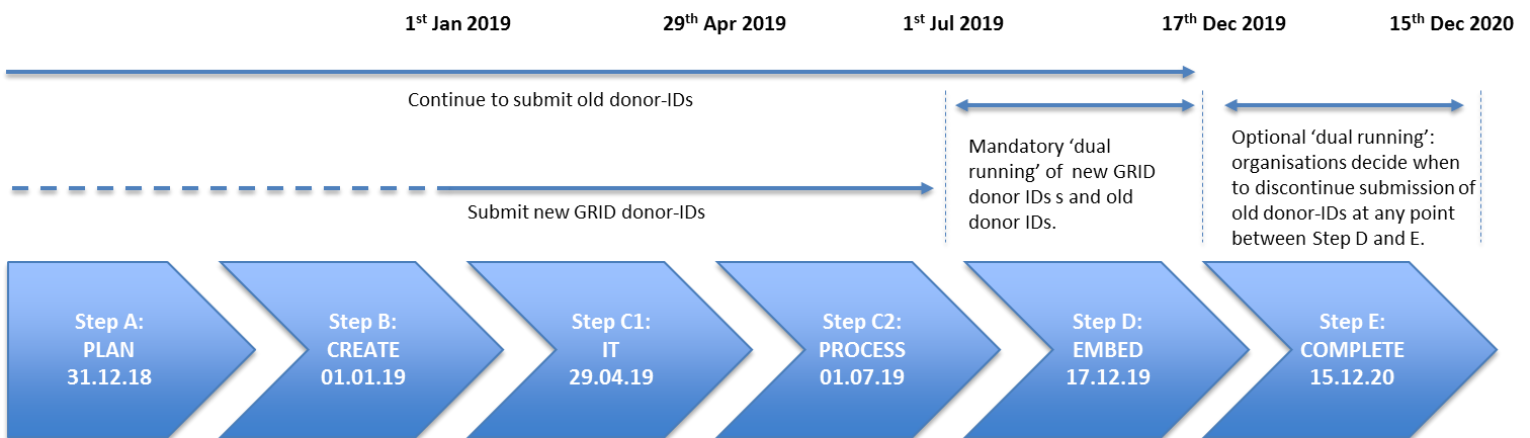 1st Jan 2019
29th Apr 2019
1st Jul 2019
17th Dec 2019
15th Dec 2020
Continue to submit old donor-IDs
Mandatory ‘dual
running’ of new GRID
donor IDs s and old
donor IDs.
Optional ‘dual running’:
organisations decide when
to discontinue submission of
old donor-IDs at any point
between Step D and E.
Submit new GRID donor-IDs
Step A:
PLAN
31.12.18
Step B:
CREATE
01.01.19
Step C1:
IT
29.04.19
Step C2:
PROCESS
01.07.19
Step D:
EMBED
17.12.19
Step E:
COMPLETE
15.12.20